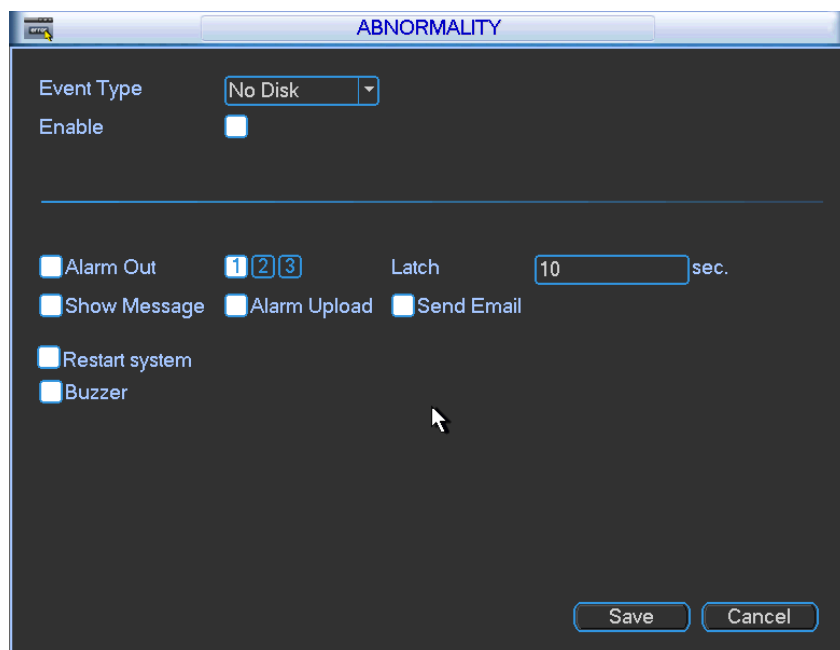 ABNORMALITY
Event Type No Disk
Enable
Alarm Out 1 2 3 Latch 10 sec.
Show Message Alarm Upload Send Email
Restart system
Buzzer
Save Cancel